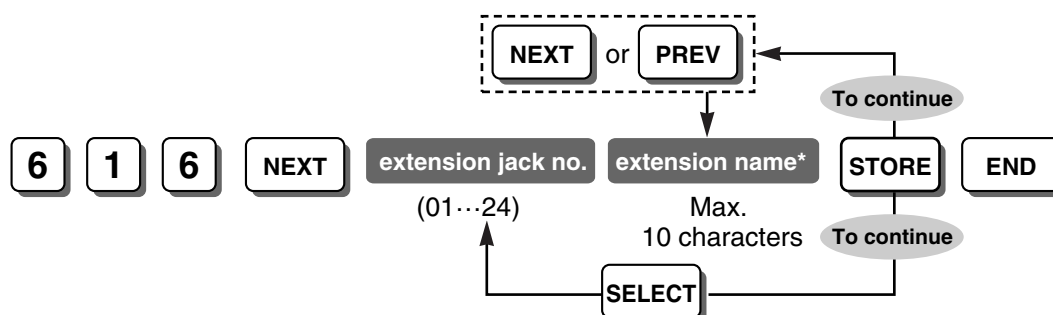 NEXT or PREV
To continue
6 1 6 NEXT extension jack no. extension name* STORE END
(01···24) Max.
10 characters To continue
SELECT